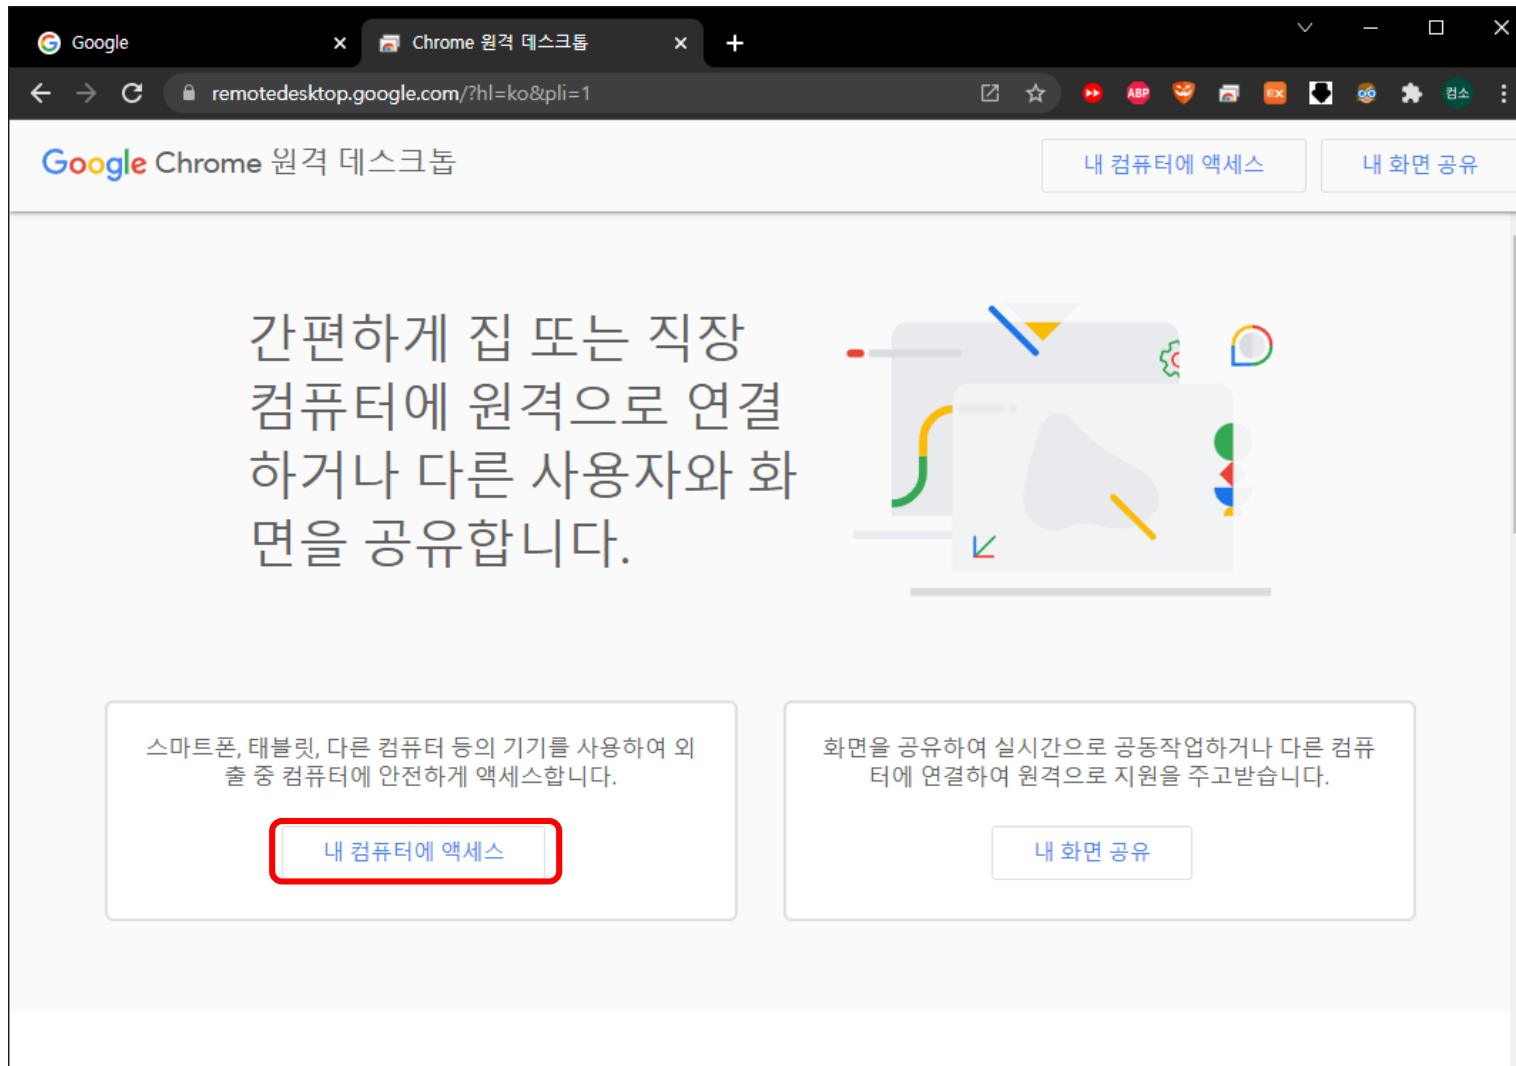 Google
Chrome 원격 데스크톱
remotedesktop.google.com/?hl=ko&pli=1
ABP
EX
컴소
Google Chrome 원격 데스크톱
내 컴퓨터에 액세스
내 화면 공유
간편하게 집 또는 직장
컴퓨터에 원격으로 연결
하거나 다른 사용자와 화
면을 공유합니다.
스마트폰, 태블릿, 다른 컴퓨터 등의 기기를 사용하여 외
출 중 컴퓨터에 안전하게 액세스합니다.
내 컴퓨터에 액세스
화면을 공유하여 실시간으로 공동작업하거나 다른 컴퓨
터에 연결하여 원격으로 지원을 주고받습니다.
내 화면 공유